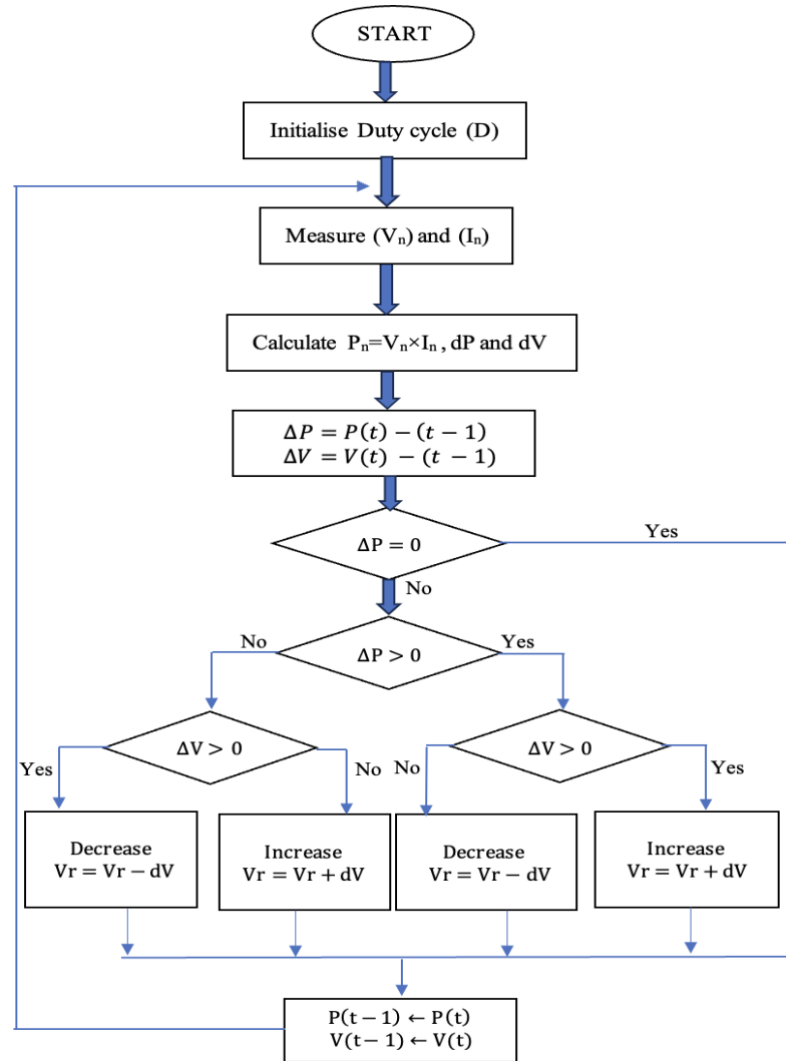 START
Initialise Duty cycle (D)
Measure (Vₙ) and (Iₙ)
Calculate Pₙ=Vₙ×Iₙ, dP and dV
ΔP = P(t) − (t − 1)
ΔV = V(t) − (t − 1)
ΔP = 0
Yes
No
ΔP > 0
No
Yes
ΔV > 0
Yes
No
ΔV > 0
No
Yes
Decrease
Vr = Vr − dV
Increase
Vr = Vr + dV
Decrease
Vr = Vr − dV
Increase
Vr = Vr + dV
P(t−1) ← P(t)
V(t−1) ← V(t)